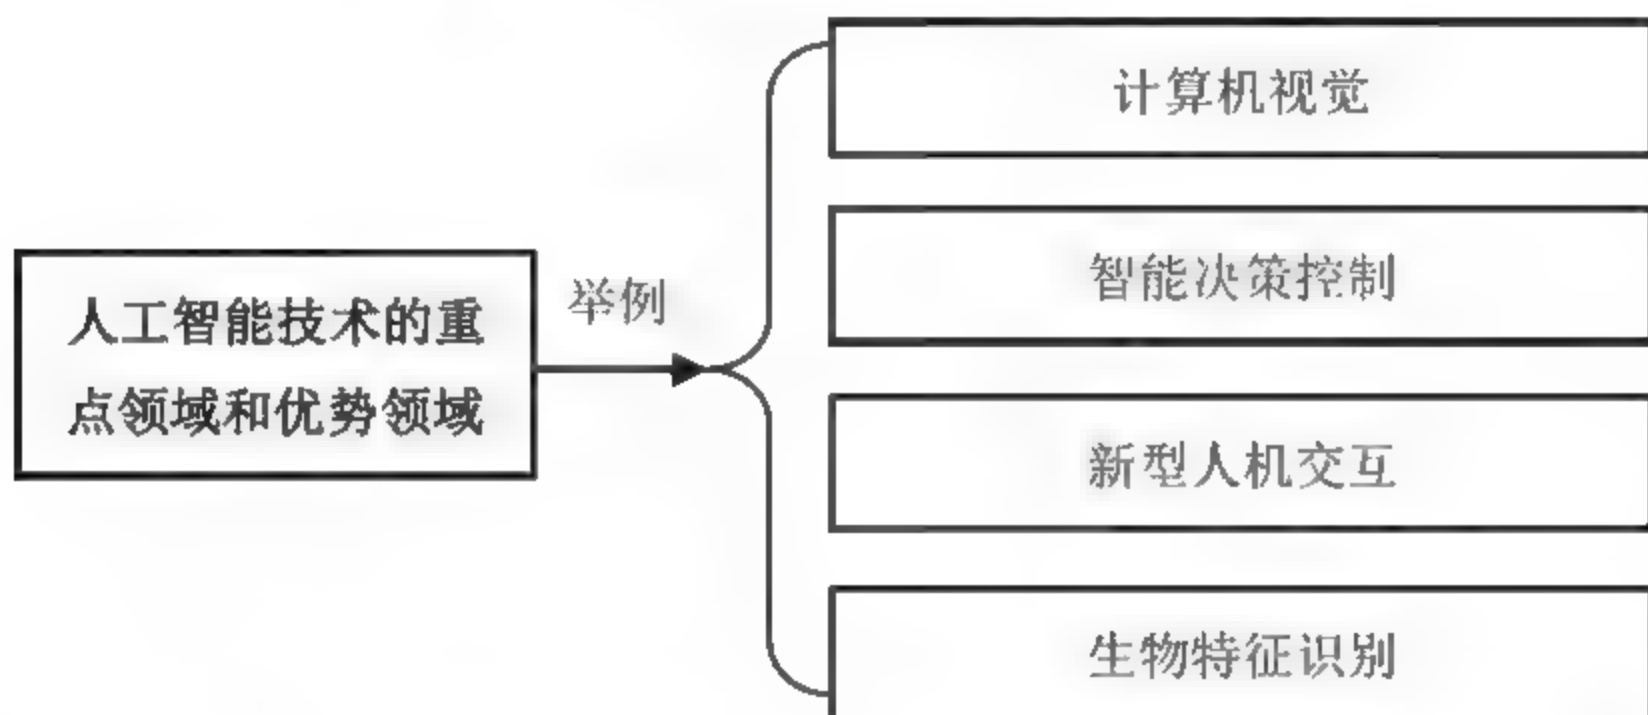 计算机视觉
智能决策控制
人工智能技术的重
点领域和优势领域
举例
新型人机交互
生物特征识别